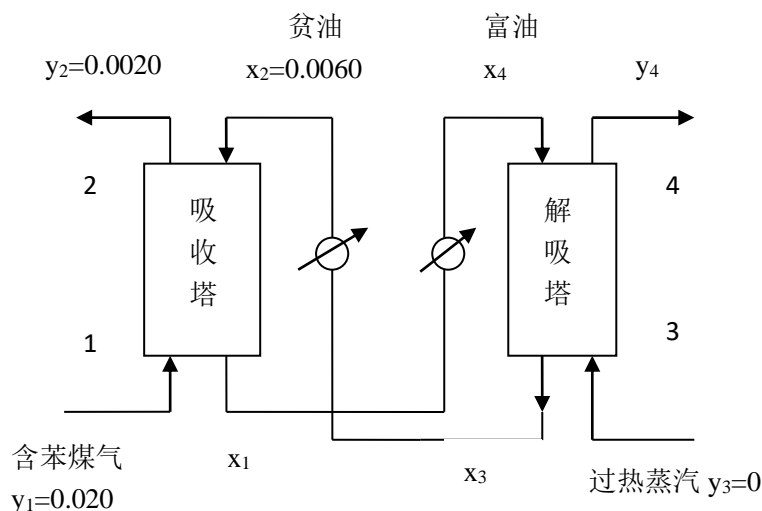 贫油
富油
y₂=0.0020
x₂=0.0060
x₄
y₄
2
吸收塔
解吸塔
4
1
3
含苯煤气
y₁=0.020
x₁
x₃
过热蒸汽 y₃=0